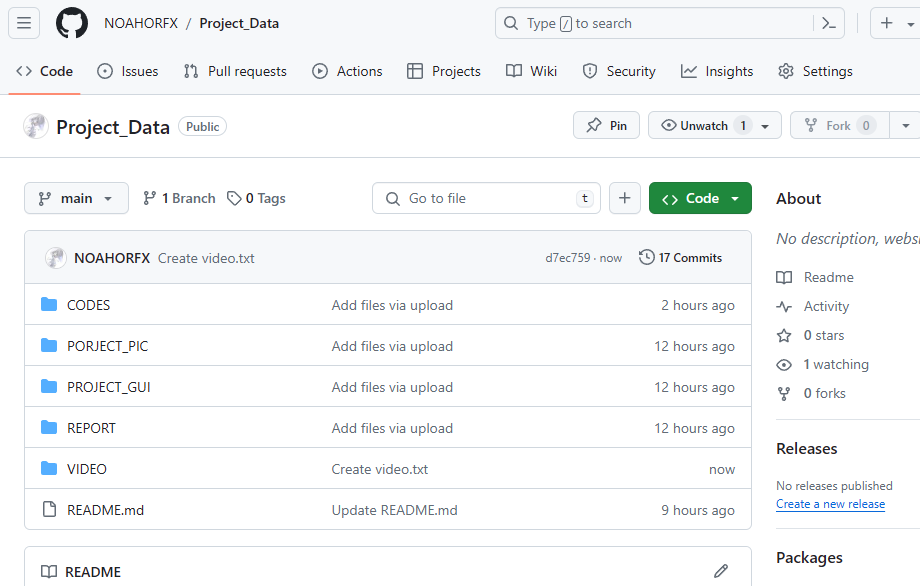 NOAHORFX / Project_Data
Type / to search
Code Issues Pull requests Actions Projects Wiki Security Insights Settings
Project_Data Public
Pin Unwatch 1 Fork 0
main 1 Branch 0 Tags
Go to file t
Code
About
NOAHORFX Create video.txt d7ec759 · now 17 Commits
No description, websi
CODES Add files via upload 2 hours ago
PORJECT_PIC Add files via upload 12 hours ago
PROJECT_GUI Add files via upload 12 hours ago
REPORT Add files via upload 12 hours ago
VIDEO Create video.txt now
README.md Update README.md 9 hours ago
README
Readme
Activity
0 stars
1 watching
0 forks
Releases
No releases published
Create a new release
Packages